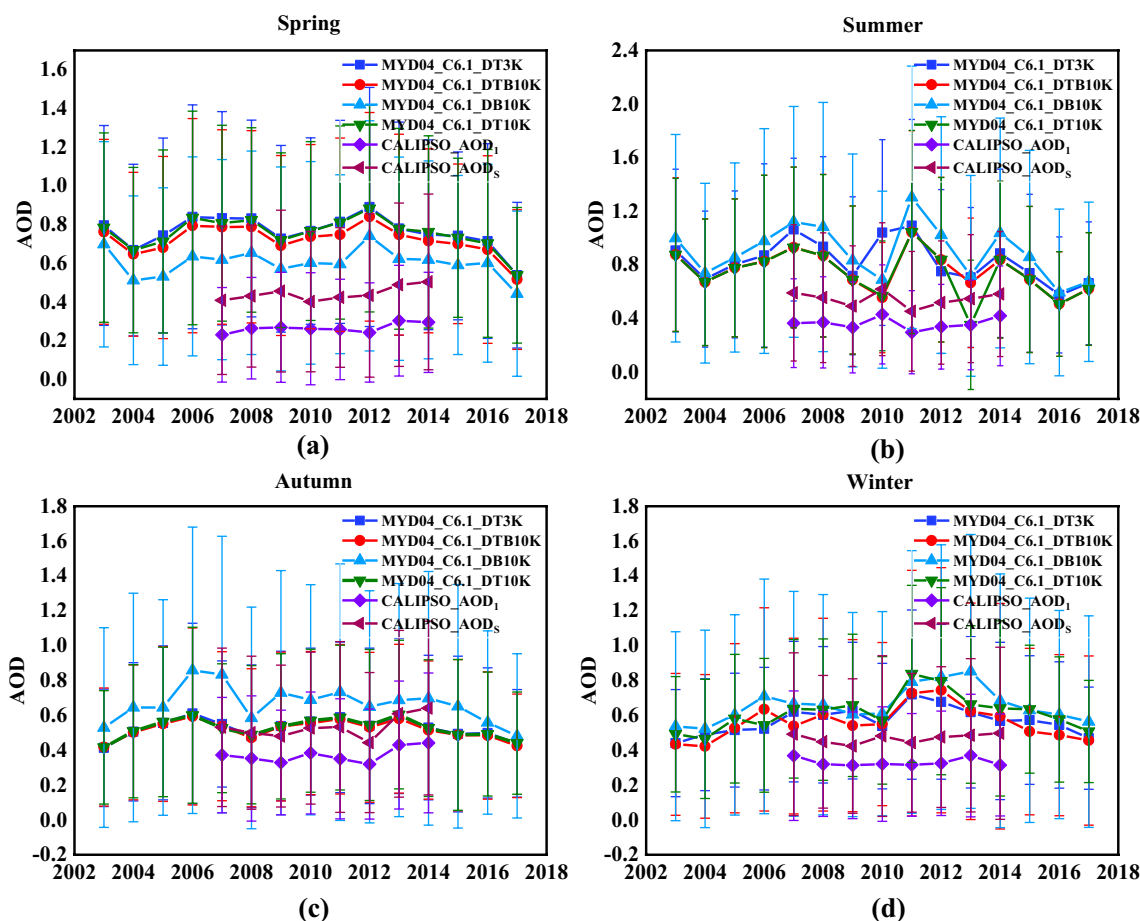 Spring
AOD
1.6
1.4
1.2
1.0
0.8
0.6
0.4
0.2
0.0
MYD04_C6.1_DT3K
MYD04_C6.1_DTB10K
MYD04_C6.1_DB10K
MYD04_C6.1_DT10K
CALIPSO_AOD1
CALIPSO_AODS
2002 2004 2006 2008 2010 2012 2014 2016 2018
(a)
Summer
AOD
2.4
2.0
1.6
1.2
0.8
0.4
0.0
MYD04_C6.1_DT3K
MYD04_C6.1_DTB10K
MYD04_C6.1_DB10K
MYD04_C6.1_DT10K
CALIPSO_AOD1
CALIPSO_AODS
2002 2004 2006 2008 2010 2012 2014 2016 2018
(b)
Autumn
AOD
1.8
1.6
1.4
1.2
1.0
0.8
0.6
0.4
0.2
0.0
-0.2
MYD04_C6.1_DT3K
MYD04_C6.1_DTB10K
MYD04_C6.1_DB10K
MYD04_C6.1_DT10K
CALIPSO_AOD1
CALIPSO_AODS
2002 2004 2006 2008 2010 2012 2014 2016 2018
(c)
Winter
AOD
1.8
1.6
1.4
1.2
1.0
0.8
0.6
0.4
0.2
0.0
-0.2
MYD04_C6.1_DT3K
MYD04_C6.1_DTB10K
MYD04_C6.1_DB10K
MYD04_C6.1_DT10K
CALIPSO_AOD1
CALIPSO_AODS
2002 2004 2006 2008 2010 2012 2014 2016 2018
(d)